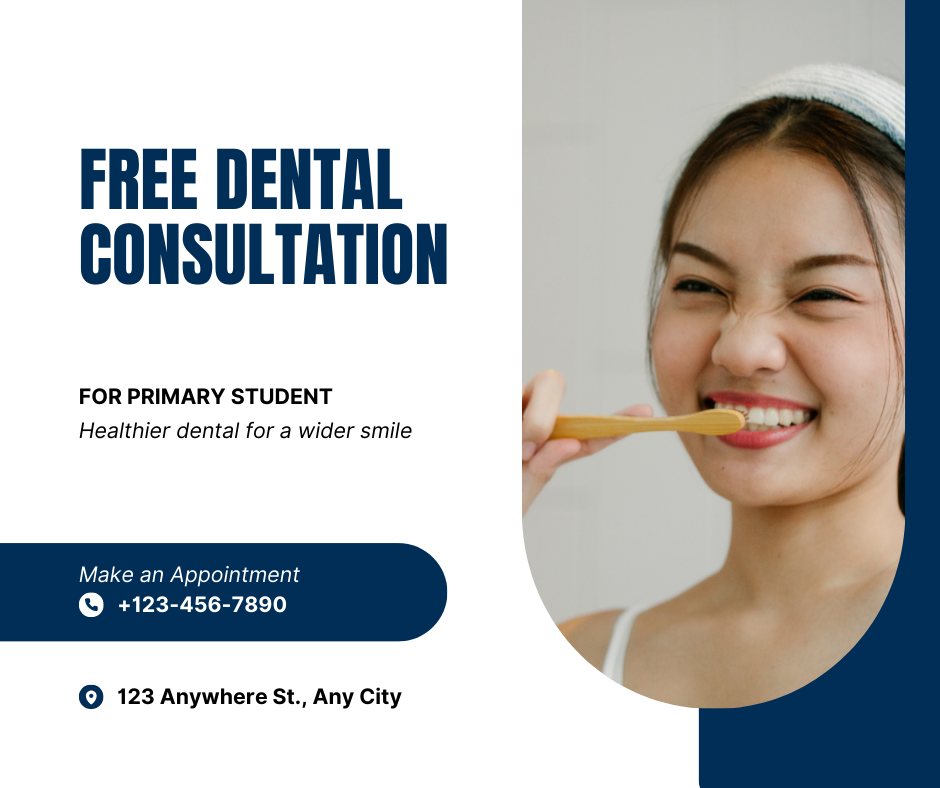 FREE DENTAL
CONSULTATION
FOR PRIMARY STUDENT
Healthier dental for a wider smile
Make an Appointment
+123-456-7890
123 Anywhere St., Any City